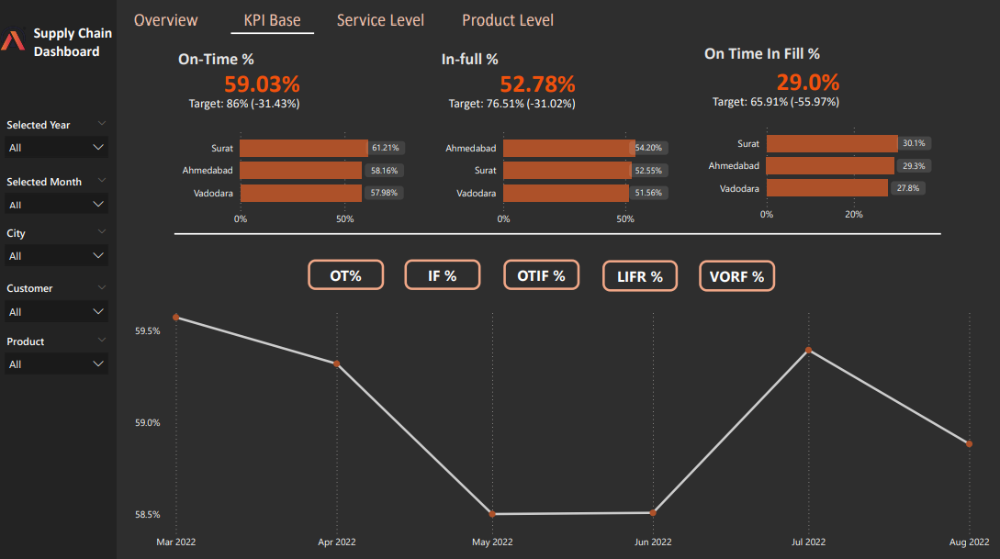 Supply Chain
Dashboard
Overview
KPI Base
Service Level
Product Level
Selected Year
All
Selected Month
All
City
All
Customer
All
Product
All
On-Time %
59.03%
Target: 86% (-31.43%)
Surat 61.21%
Ahmedabad 58.16%
Vadodara 57.98%
0% 50%
In-full %
52.78%
Target: 76.51% (-31.02%)
Ahmedabad 54.20%
Surat 52.55%
Vadodara 51.56%
0% 50%
On Time In Fill %
29.0%
Target: 65.91% (-55.97%)
Surat 30.1%
Ahmedabad 29.3%
Vadodara 27.8%
0% 20%
OT%
IF %
OTIF %
LIFR %
VORF %
59.5%
59.0%
58.5%
Mar 2022 Apr 2022 May 2022 Jun 2022 Jul 2022 Aug 2022